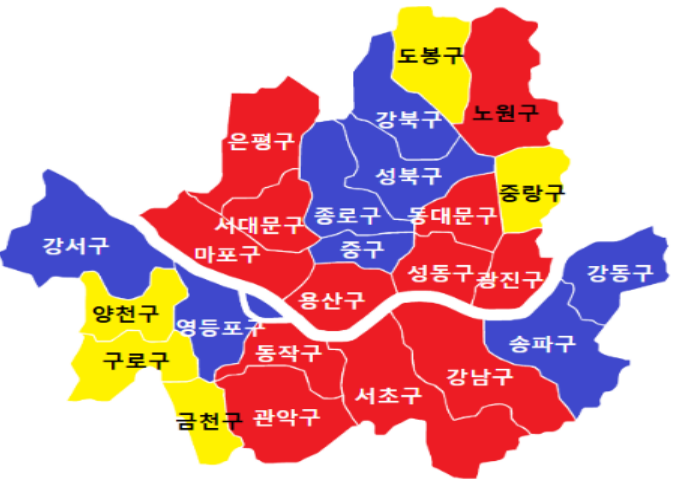 도봉구
노원구
강북구
은평구
성북구
중랑구
종로구
동대문구
서대문구
중구
마포구
강서구
성동구
광진구
강동구
용산구
양천구
영등포구
송파구
동작구
구로구
강남구
서초구
관악구
금천구